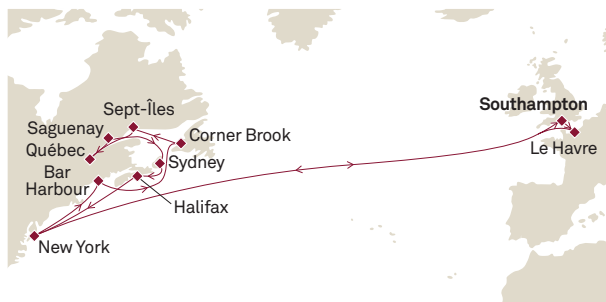 Sept-Îles
Southampton
Saguenay
Corner Brook
Québec
Le Havre
Bar
Harbour
Sydney
Halifax
New York